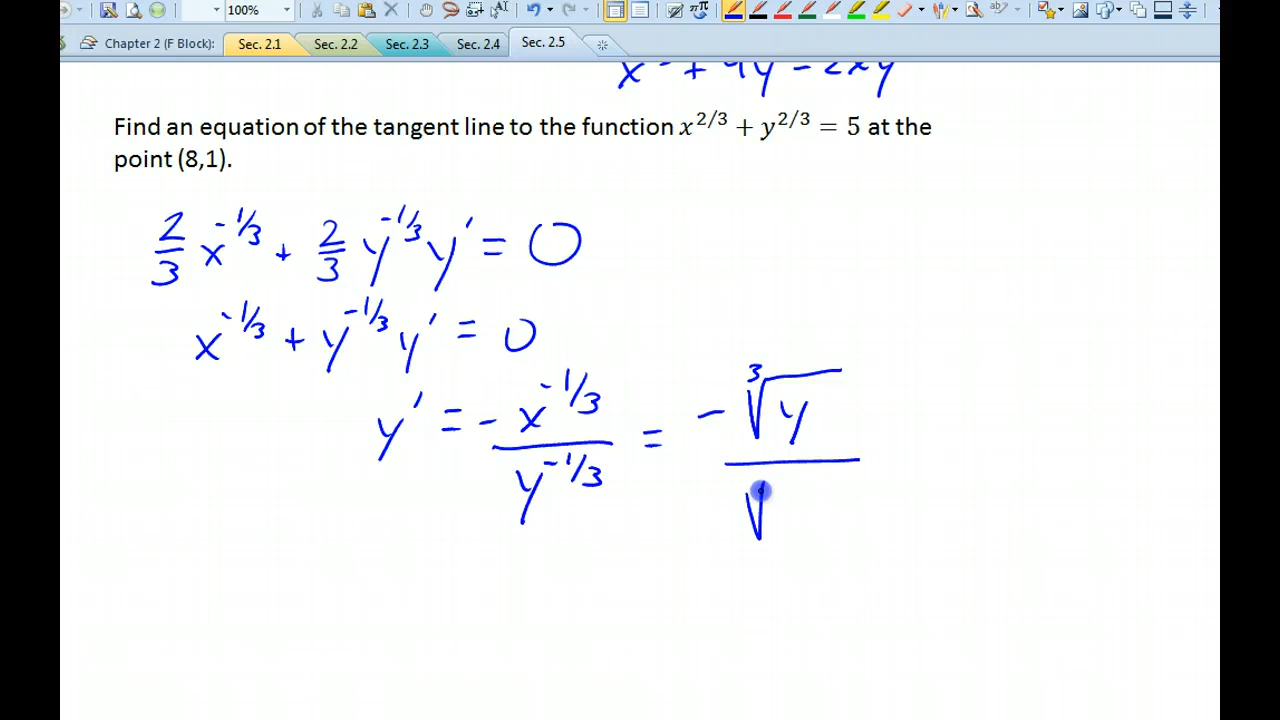 100%
Chapter 2 (F Block): Sec. 2.1 Sec. 2.2 Sec. 2.3 Sec. 2.4 Sec. 2.5
+ 4y - 2xy
Find an equation of the tangent line to the function x^{2/3} + y^{2/3} = 5 at the
point (8,1).
2/3 x^{-1/3} + 2/3 y^{-1/3} y' = 0
x^{-1/3} + y^{-1/3} y' = 0
y' = - x^{-1/3} / y^{-1/3} = - ∛y / √